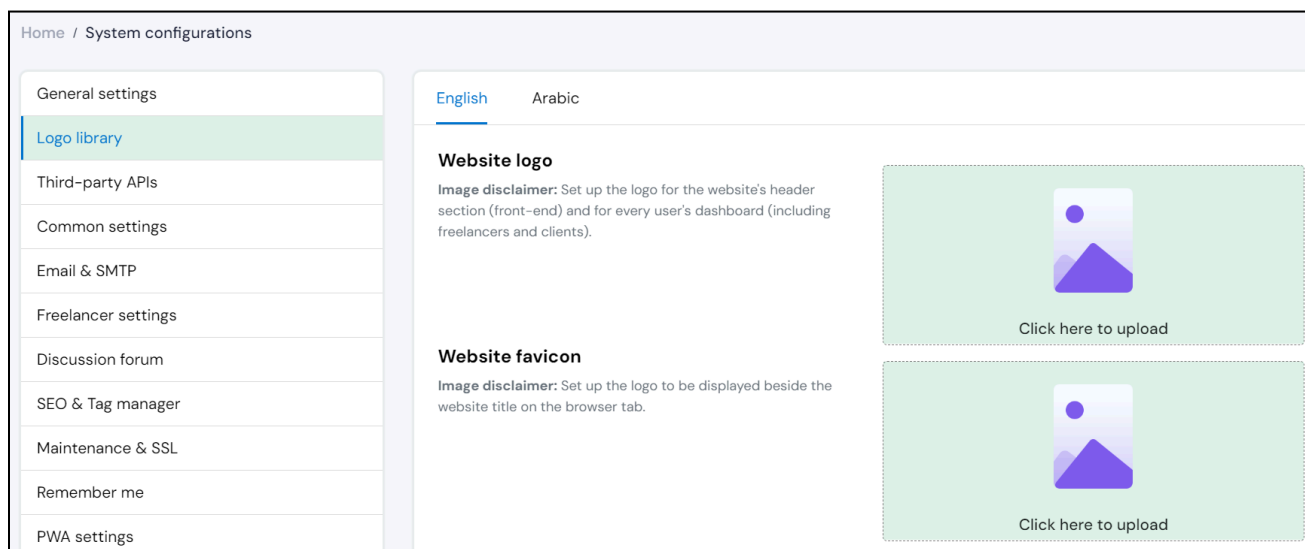 Home / System configurations
General settings
Logo library
Third-party APIs
Common settings
Email & SMTP
Freelancer settings
Discussion forum
SEO & Tag manager
Maintenance & SSL
Remember me
PWA settings
English Arabic
Website logo
Image disclaimer: Set up the logo for the website's header
section (front-end) and for every user's dashboard (including
freelancers and clients).
Click here to upload
Website favicon
Image disclaimer: Set up the logo to be displayed beside the
website title on the browser tab.
Click here to upload